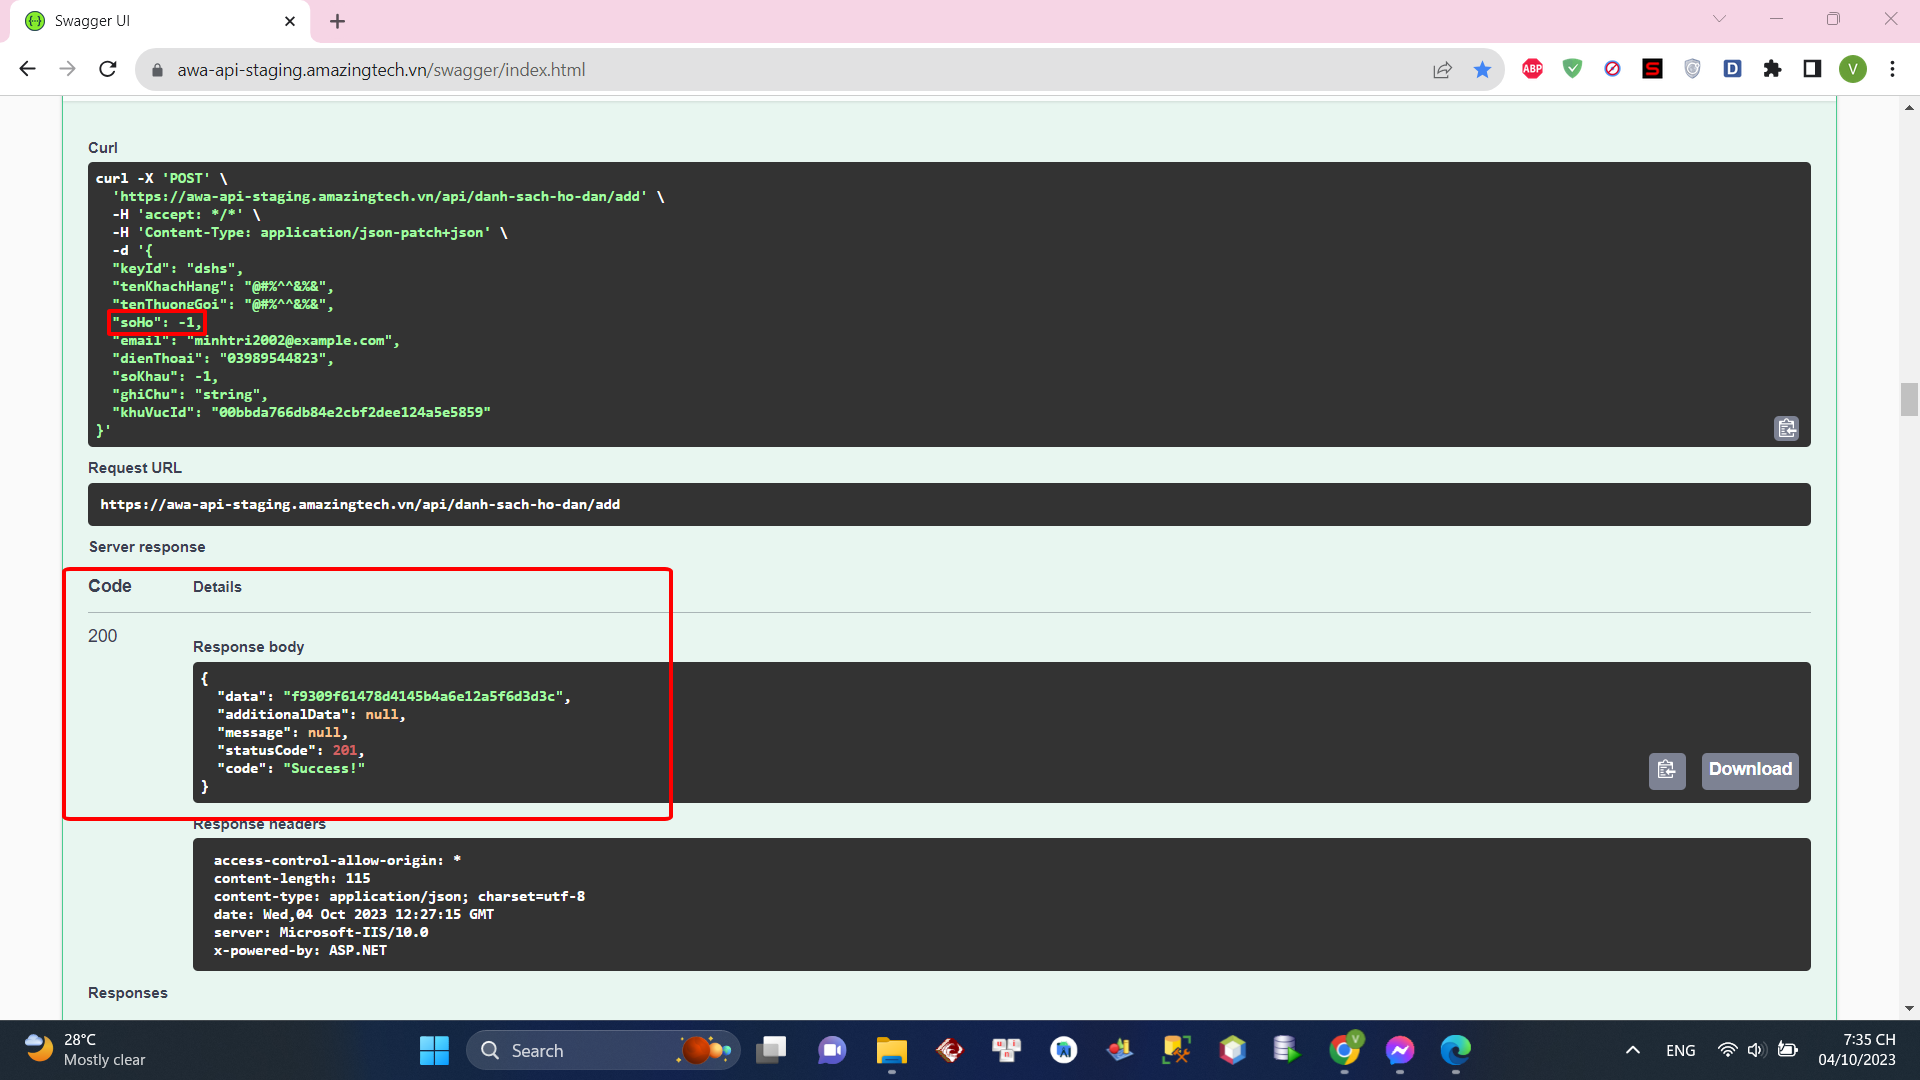 Swagger UI
awa-api-staging.amazingtech.vn/swagger/index.html
ABP
S
D
V
Curl
curl -X 'POST' \
'https://awa-api-staging.amazingtech.vn/api/danh-sach-ho-dan/add' \
-H 'accept: */*' \
-H 'Content-Type: application/json-patch+json' \
-d '{
"keyId": "dshs",
"tenKhachHang": "@#%^^&%&",
"tenThuongGoi": "@#%^^&%&",
"soHo": -1,
"email": "minhtri2002@example.com",
"dienThoai": "03989544823",
"soKhau": -1,
"ghiChu": "string",
"khuVucId": "00bbda766db84e2cbf2dee124a5e5859"
}'
Request URL
https://awa-api-staging.amazingtech.vn/api/danh-sach-ho-dan/add
Server response
Code Details
200
Response body
{
"data": "f9309f61478d4145b4a6e12a5f6d3d3c",
"additionalData": null,
"message": null,
"statusCode": 201,
"code": "Success!"
}
Download
Response headers
access-control-allow-origin: *
content-length: 115
content-type: application/json; charset=utf-8
date: Wed,04 Oct 2023 12:27:15 GMT
server: Microsoft-IIS/10.0
x-powered-by: ASP.NET
Responses
28°C
Mostly clear
Search
V
ENG
7:35 CH
04/10/2023